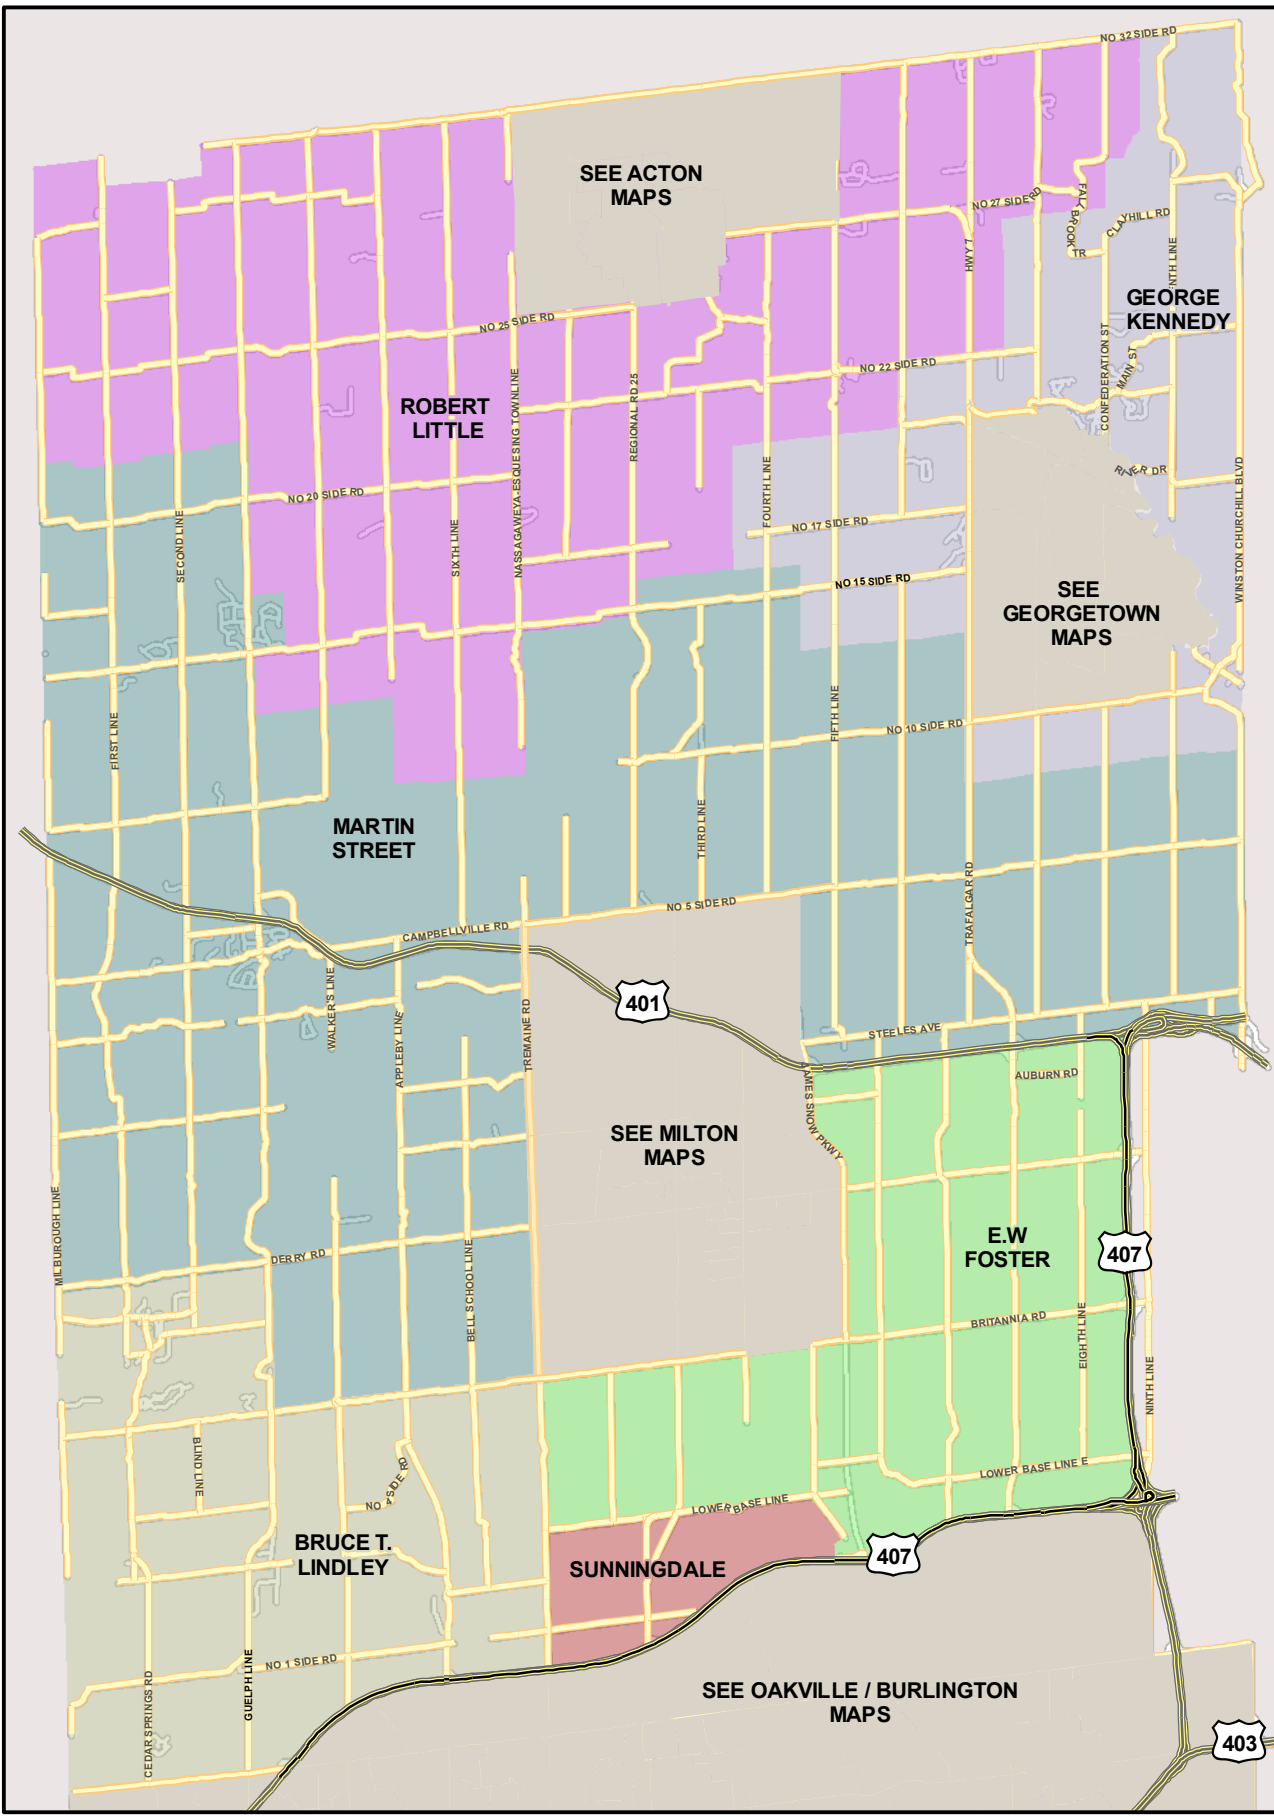 NO 32 SIDE RD
SEE ACTON
MAPS
NO 27 SIDE RD
FALL BROOK
TR
CLAYHILL RD
HWY 7
NTH LINE
GEORGE
KENNEDY
NO 25 SIDE RD
CONFEDERATION ST
MAIN ST
NO 22 SIDE RD
ROBERT
LITTLE
NASSAGAWEYA-ESQUESING TOWNLINE
REGIONAL RD 25
RIVER DR
NO 20 SIDE RD
FOURTH LINE
WINSTON CHURCHILL BLVD
SECOND LINE
SIXTH LINE
NO 17 SIDE RD
NO 15 SIDE RD
SEE
GEORGETOWN
MAPS
FIRST LINE
FIFTH LINE
NO 10 SIDE RD
THIRD LINE
MARTIN
STREET
TRAFALGAR RD
NO 5 SIDE RD
CAMPBELLVILLE RD
WALKER'S LINE
401
TREMAINE RD
APPLEBY LINE
STEELES AVE
AUBURN RD
JAMES SNOW PKWY
SEE MILTON
MAPS
MILBUROUGH LINE
E.W
FOSTER
407
DERRY RD
BELL SCHOOL LINE
BRITANNIA RD
EIGHTH LINE
NINTH LINE
BLIND LINE
NO 4 SIDE RD
LOWER BASE LINE E
LOWER BASE LINE
BRUCE T.
LINDLEY
SUNNINGDALE
407
NO 1 SIDE RD
GUELPH LINE
CEDAR SPRINGS RD
SEE OAKVILLE / BURLINGTON
MAPS
403